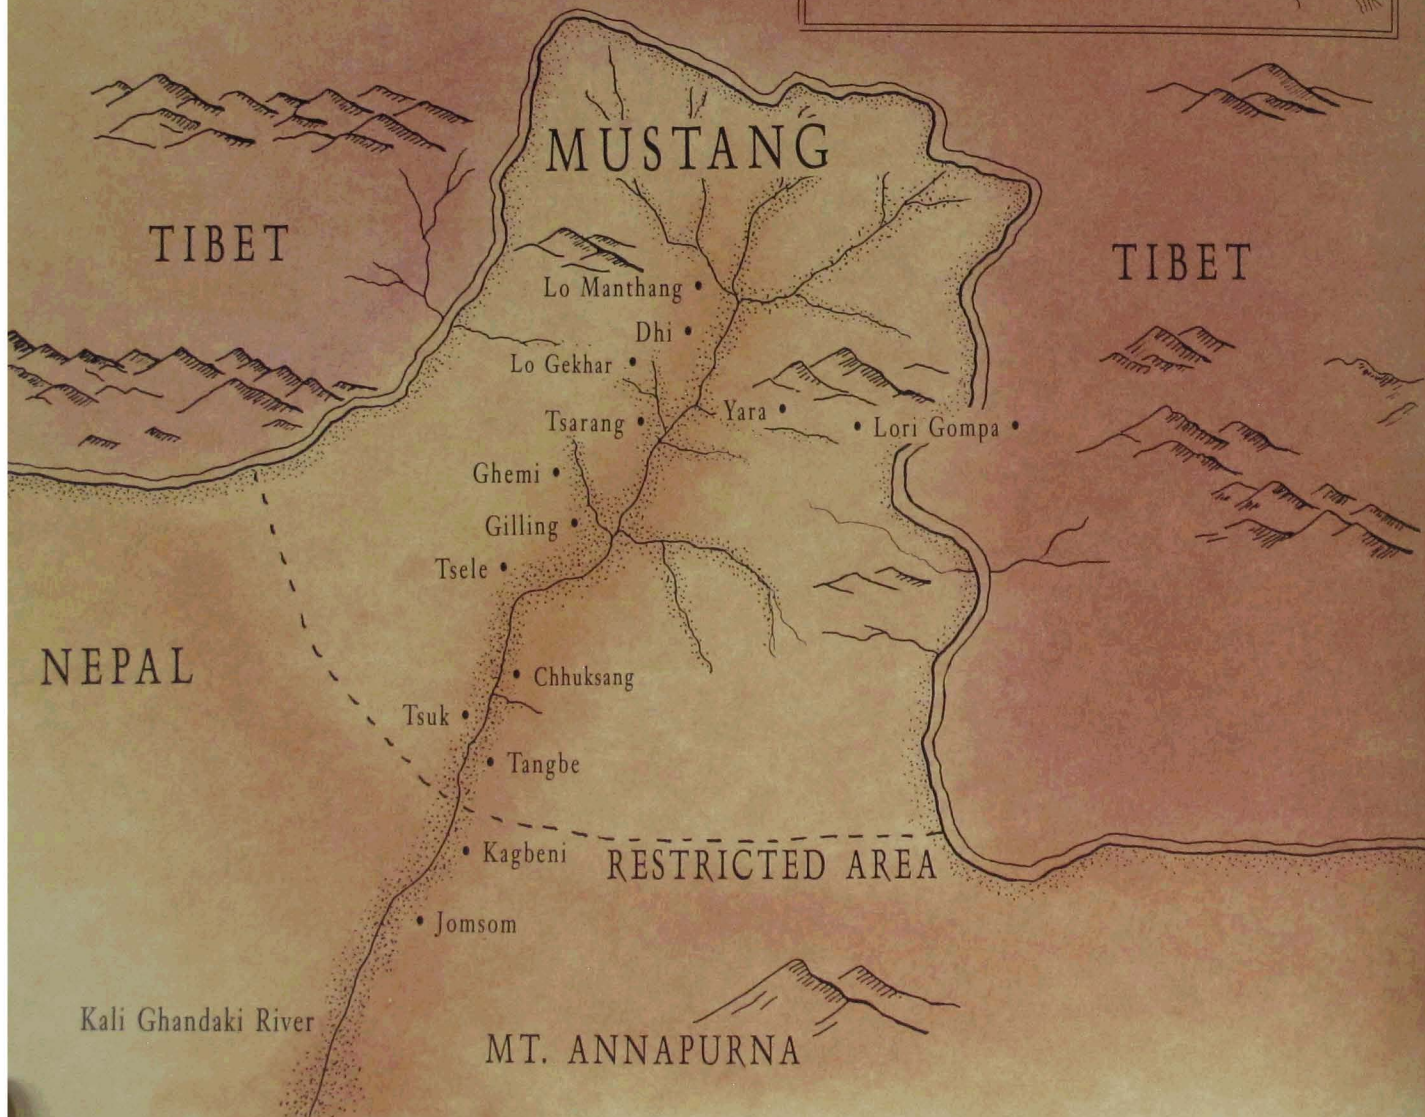 MUSTANG
TIBET
TIBET
Lo Manthang
Dhi
Lo Gekhar
Yara
Tsarang
Lori Gompa
Ghemi
Gilling
Tsele
NEPAL
Chhuksang
Tsuk
Tangbe
Kagbeni
RESTRICTED AREA
Jomsom
Kali Ghandaki River
MT. ANNAPURNA